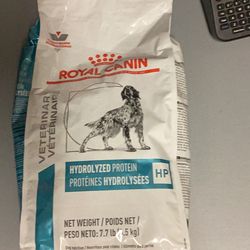 ROYAL CANIN
VETERINARY
VÉTÉRINAIRE
HYDROLYZED PROTEIN
PROTÉINES HYDROLYSÉES
HP
NET WEIGHT / POIDS NET /
PESO NETO: 7.7 lb